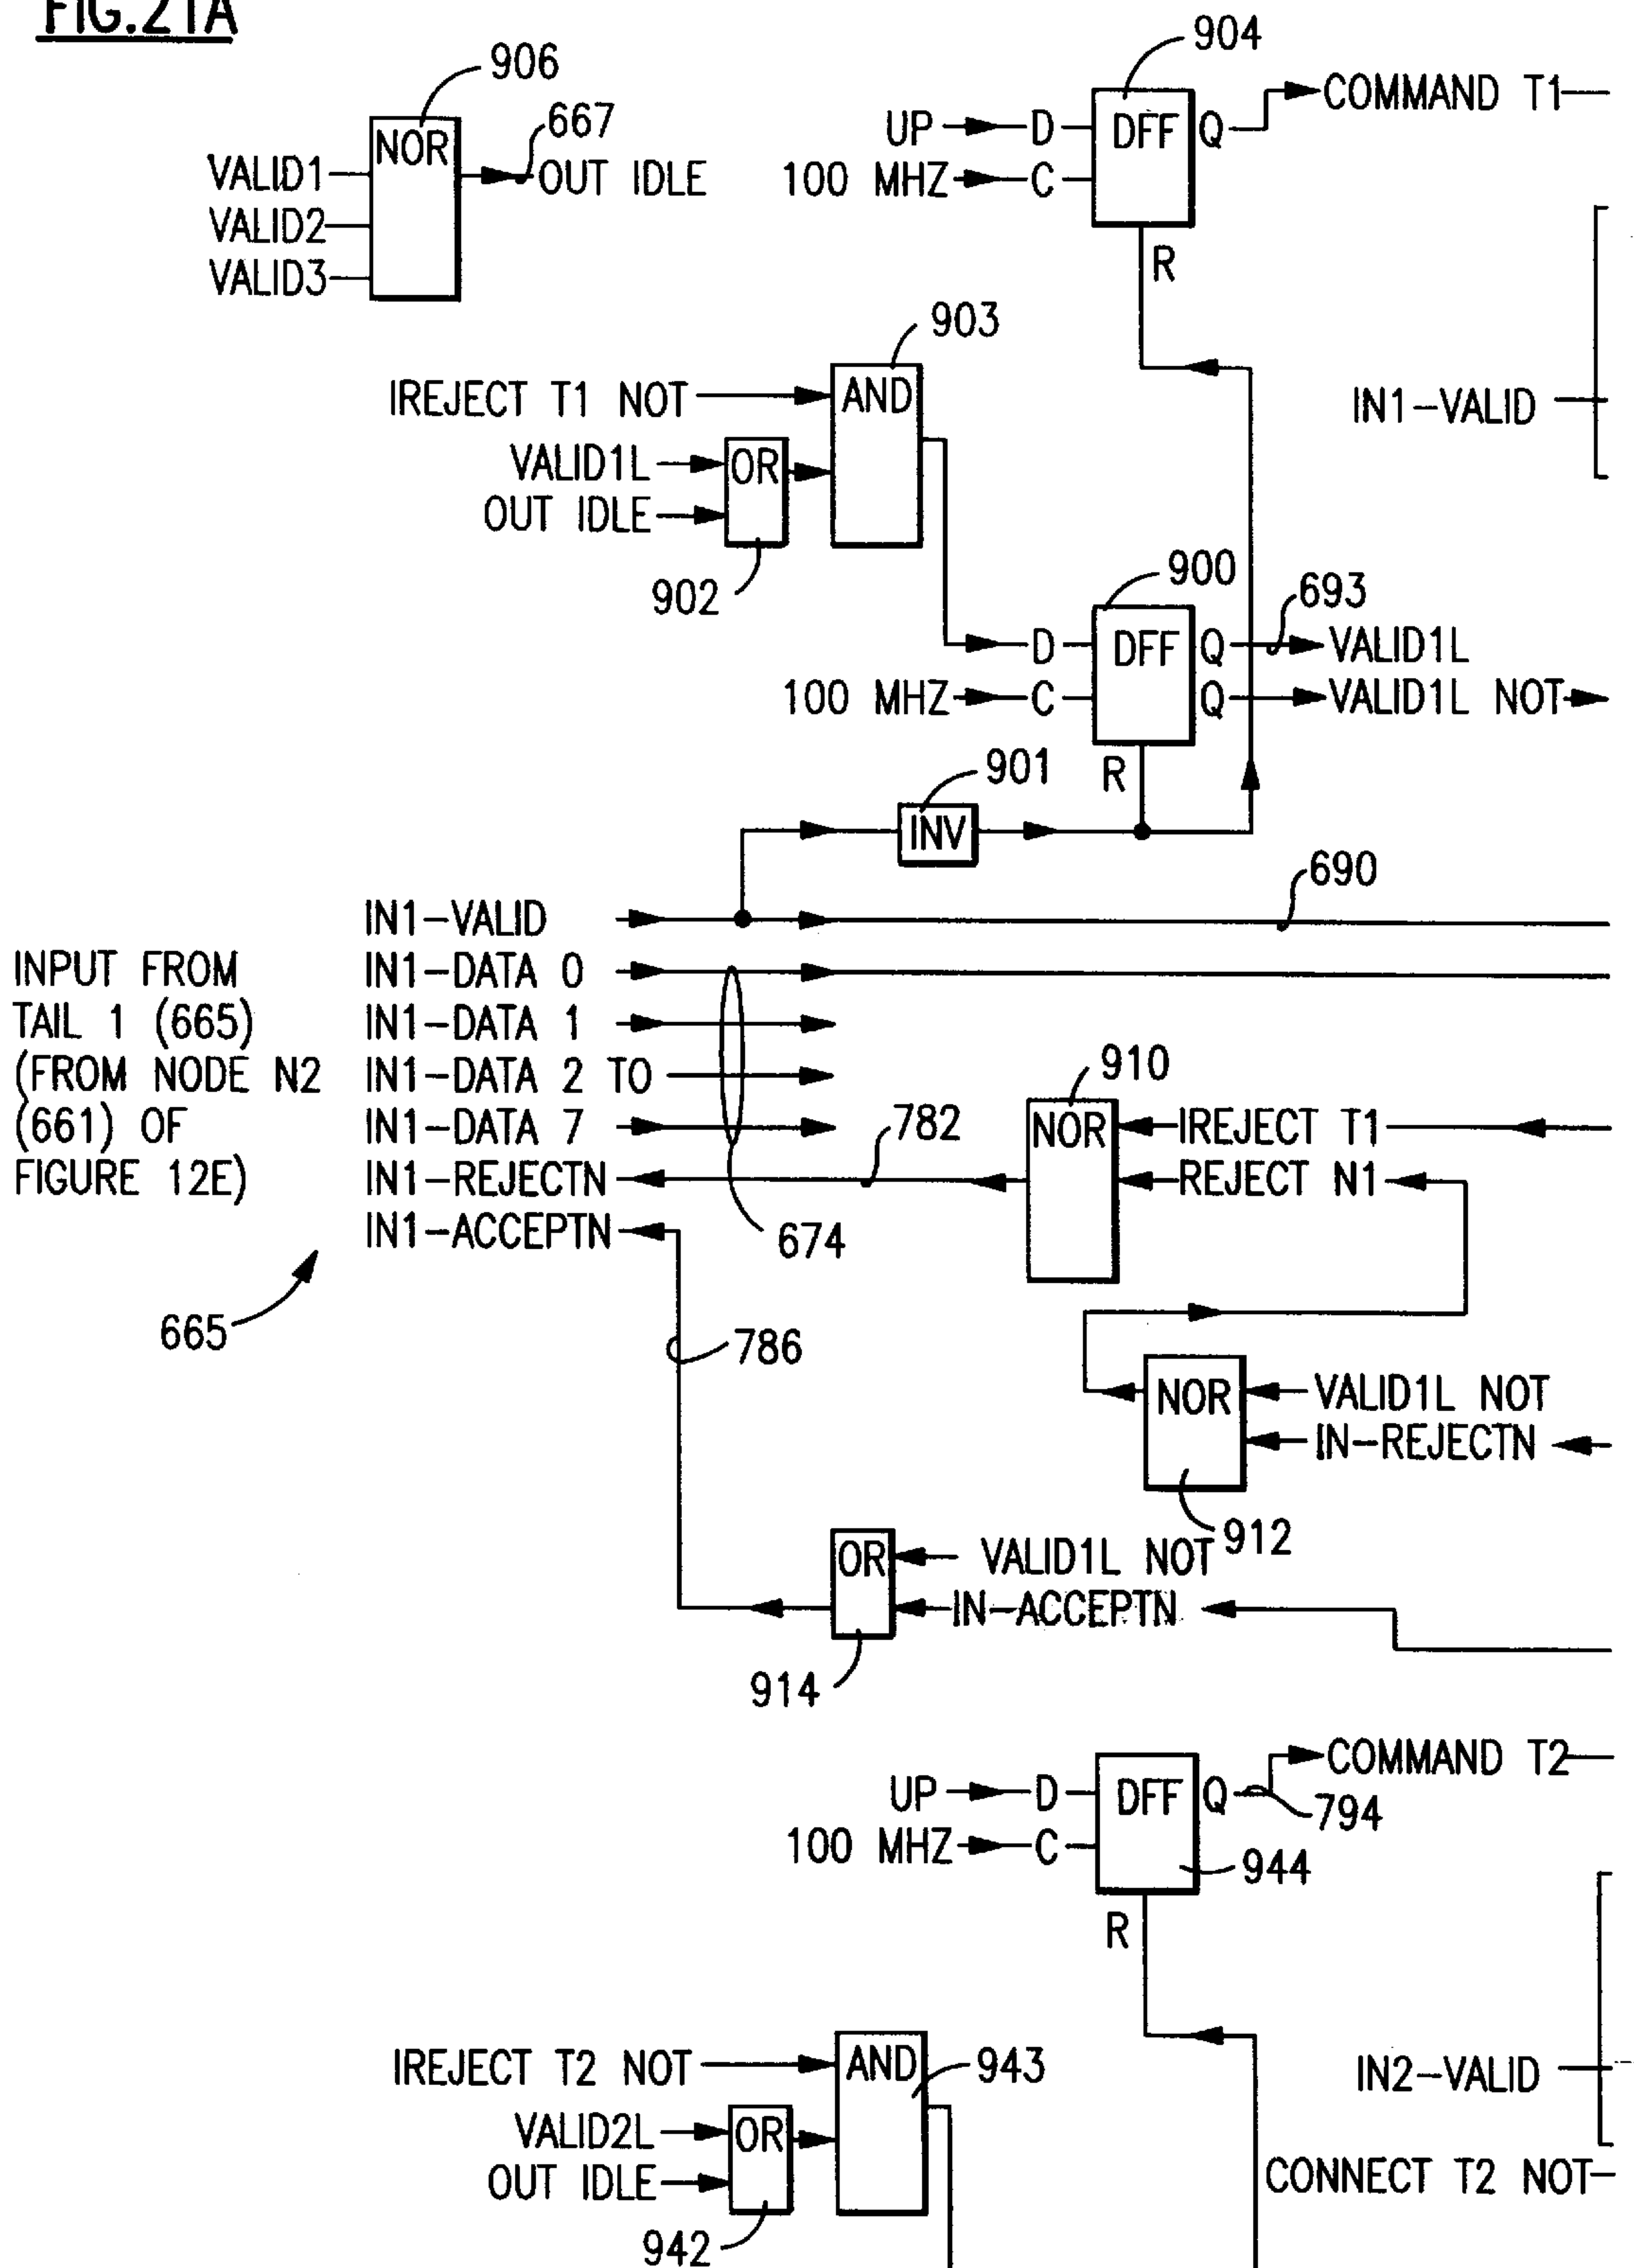 FIG.21A
906
904
NOR
667
VALID1
OUT IDLE
VALID2
VALID3
UP D DFF Q COMMAND T1
100 MHZ C
R
903
IREJECT T1 NOT
AND
IN1-VALID
VALID1L
OR
OUT IDLE
902
900
693
D DFF Q VALID1L
100 MHZ C Q VALID1L NOT
R
901
INV
690
INPUT FROM
TAIL 1 (665)
(FROM NODE N2
(661) OF
FIGURE 12E)
IN1-VALID
IN1-DATA 0
IN1-DATA 1
IN1-DATA 2 TO
IN1-DATA 7
IN1-REJECTN
IN1-ACCEPTN
910
782
NOR
IREJECT T1
REJECT N1
674
665
786
NOR
VALID1L NOT
IN-REJECTN
912
OR
VALID1L NOT
IN-ACCEPTN
914
UP D DFF Q COMMAND T2
794
100 MHZ C
944
R
IREJECT T2 NOT
AND
943
IN2-VALID
VALID2L
OR
OUT IDLE
CONNECT T2 NOT
942